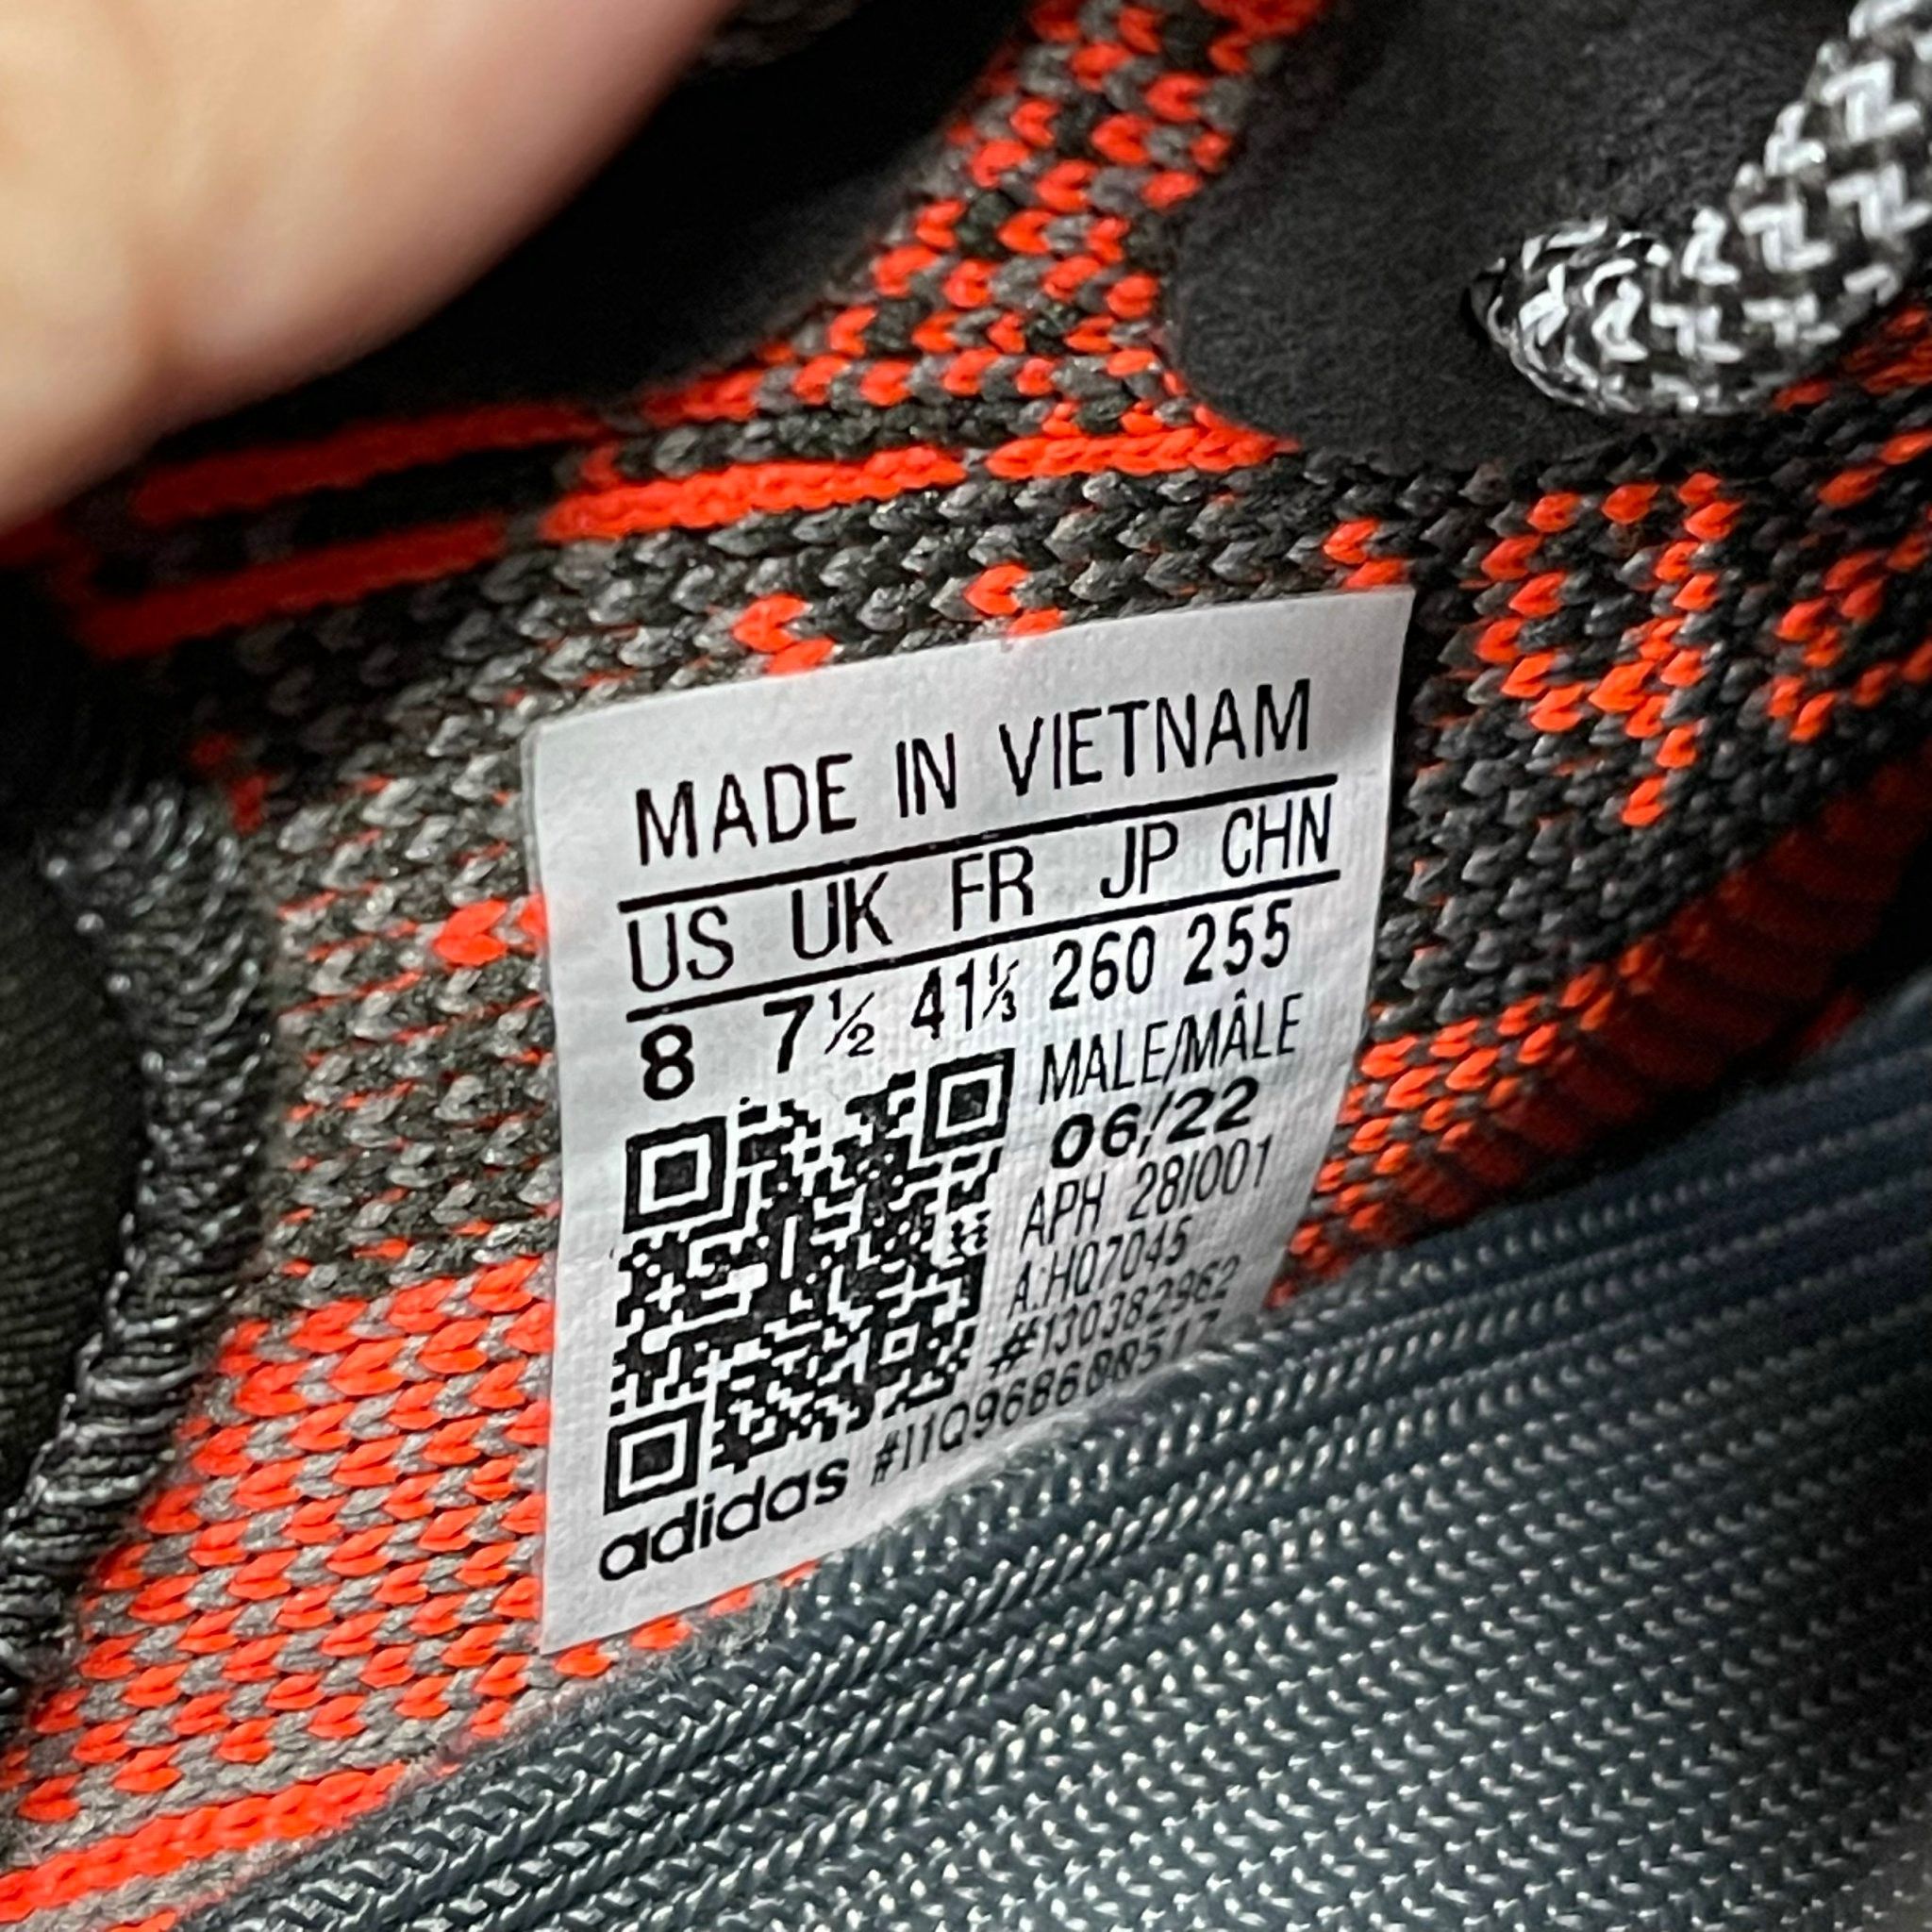 MADE IN VIETNAM
US UK FR JP CHN
8 7½ 41⅓ 260 255
MALE/MÂLE
06/22
APH 28I001
A:HQ7045
#130382962
adidas #I1Q9686